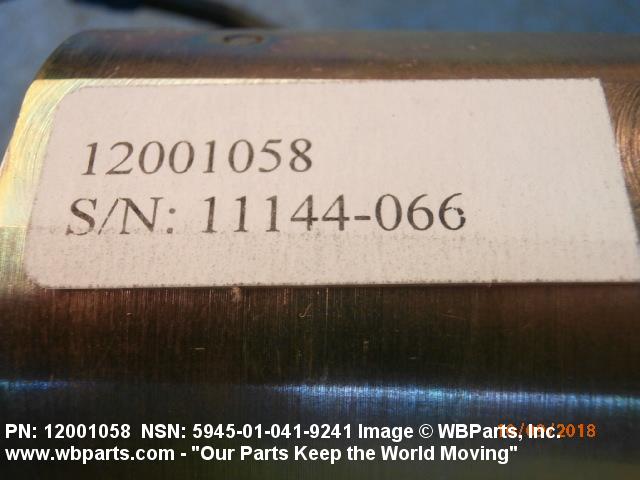 12001058
S/N: 11144-066
PN: 12001058 NSN: 5945-01-041-9241 Image © WBParts, Inc.
www.wbparts.com - "Our Parts Keep the World Moving"
2018